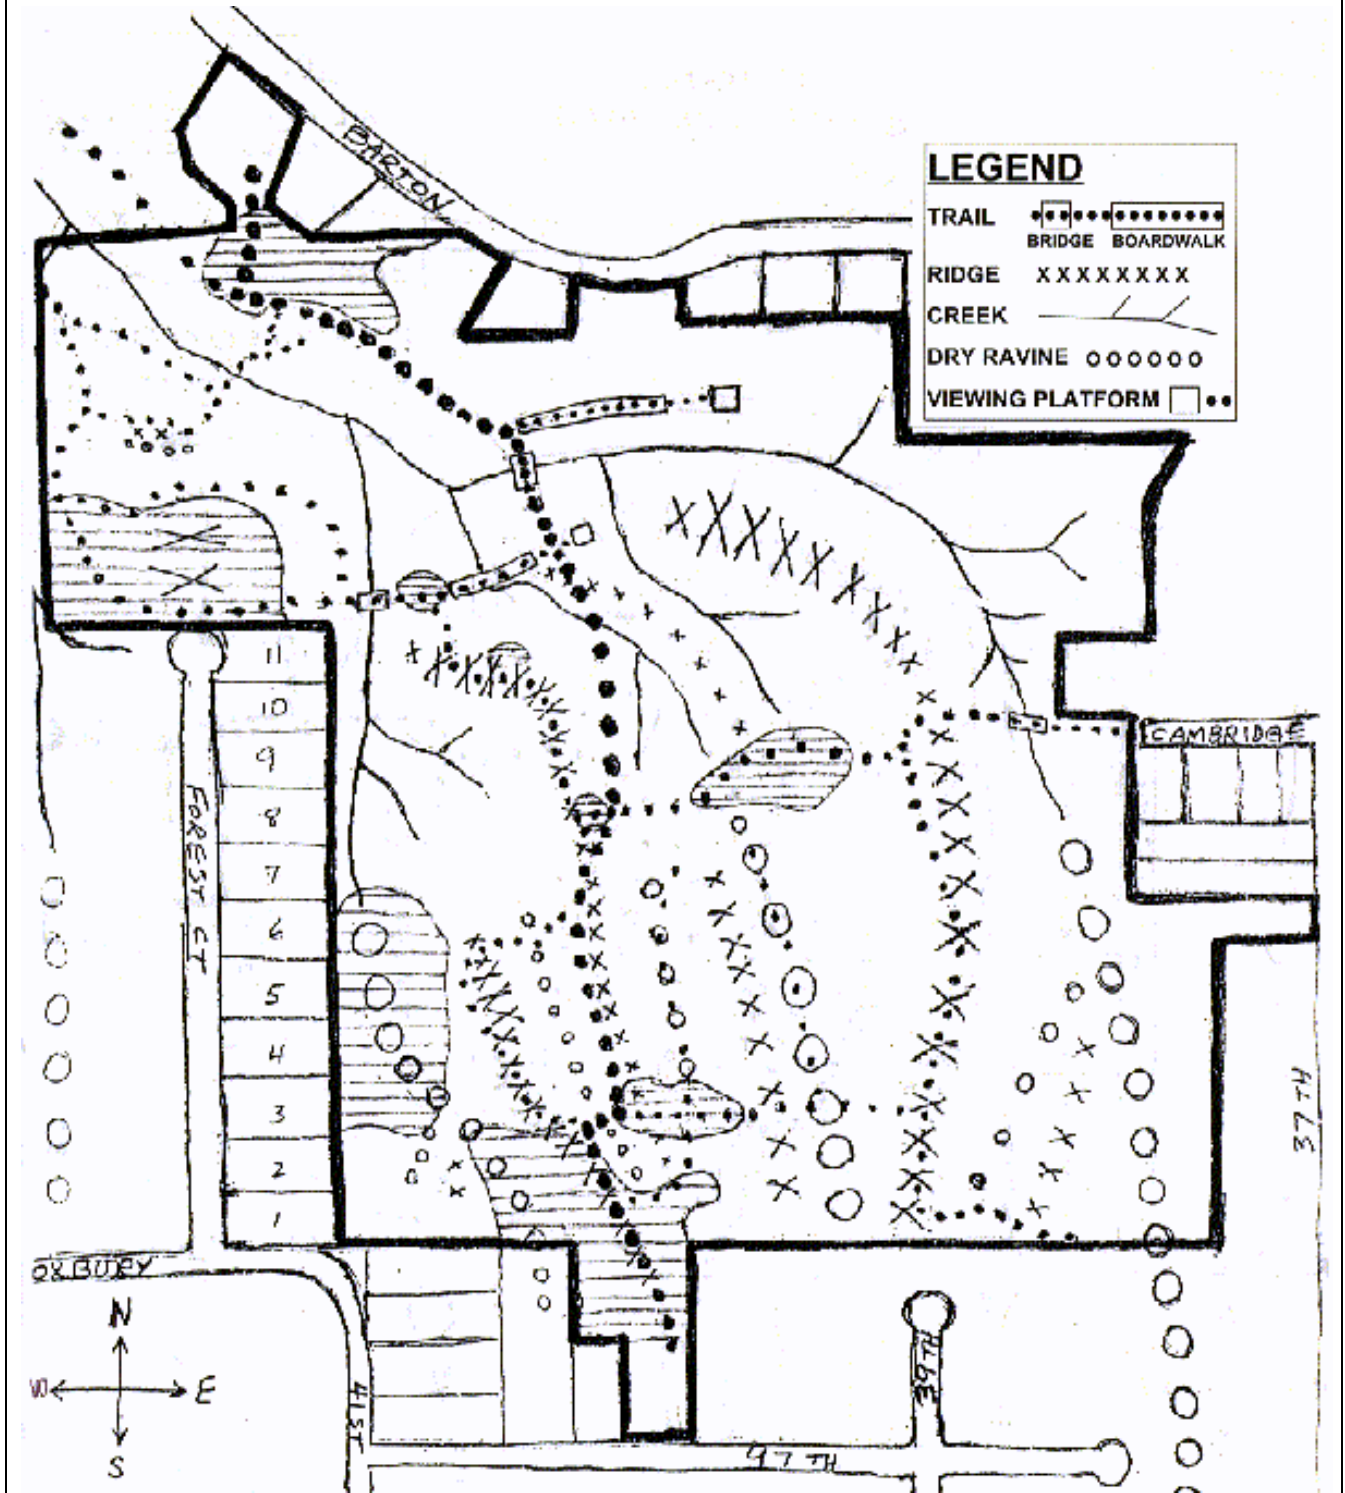 BARTON
LEGEND
TRAIL
BRIDGE BOARDWALK
RIDGE XXXXXXXX
CREEK
DRY RAVINE OOOOOO
VIEWING PLATFORM
11
10
9
8
7
6
5
4
3
2
1
FOREST CT
CAMBRIDGE
37TH
OXBURY
N
W E
S
41ST
39TH
47TH